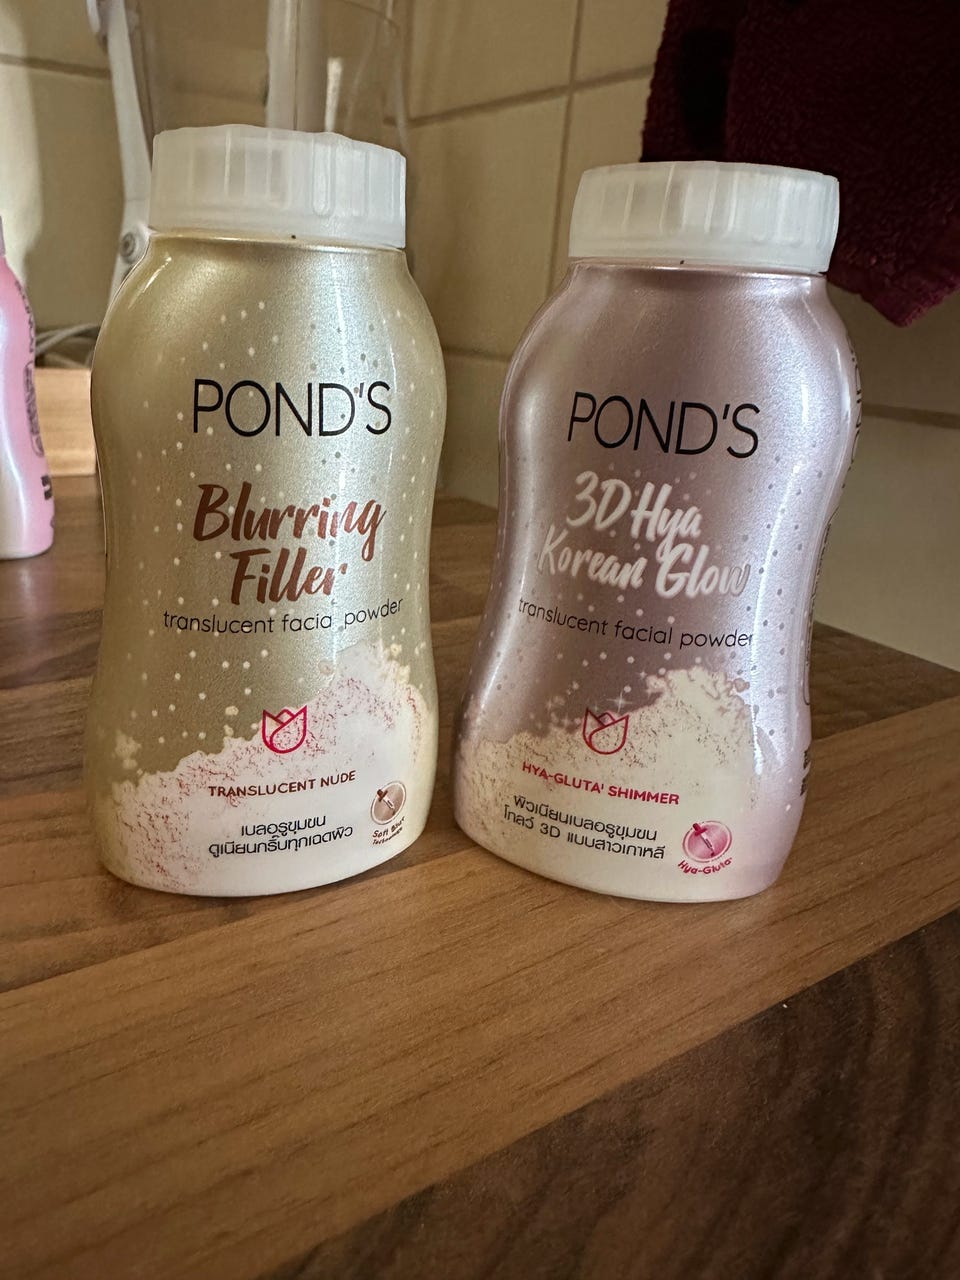 POND'S
Blurring
Filler
translucent facial powder
TRANSLUCENT NUDE
เบลอรูขุมขน
ดูเนียนกริ๊บทุกเฉดผิว
Soft Blur
Technology
POND'S
3D Hya
Korean Glow
translucent facial powder
HYA-GLUTA' SHIMMER
ผิวเนียนเบลอรูขุมขน
โกลว์ 3D แบบสาวเกาหลี
Hya-Gluta'